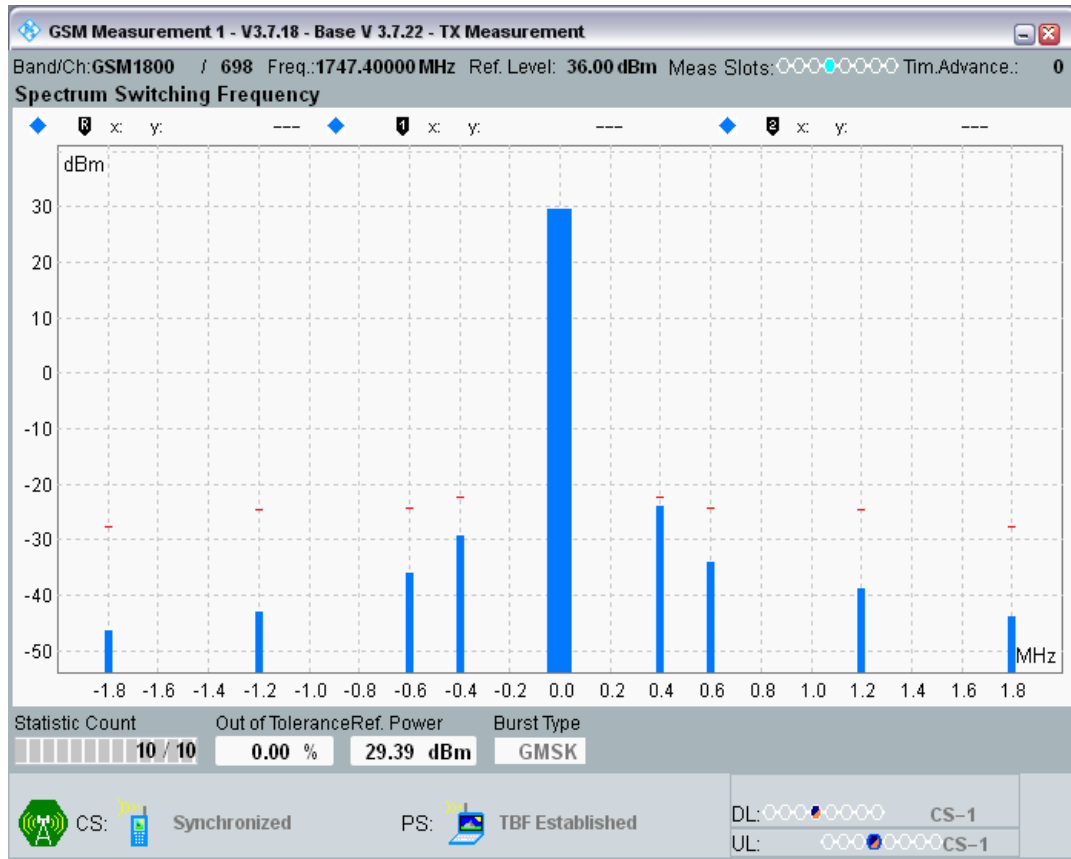 GSM Measurement 1 - V3.7.18 - Base V 3.7.22 - TX Measurement
Band/Ch:GSM1800 / 698 Freq.:1747.40000 MHz Ref. Level: 36.00 dBm Meas Slots: Tim.Advance.: 0
Spectrum Switching Frequency
R x: y: --- 1 x: y: --- 2 x: y: ---
dBm
30
20
10
0
-10
-20
-30
-40
-50
MHz
-1.8 -1.6 -1.4 -1.2 -1.0 -0.8 -0.6 -0.4 -0.2 0.0 0.2 0.4 0.6 0.8 1.0 1.2 1.4 1.6 1.8
Statistic Count Out of Tolerance Ref. Power Burst Type
10 / 10 0.00 % 29.39 dBm GMSK
CS: Synchronized PS: TBF Established DL: CS-1
UL: CS-1